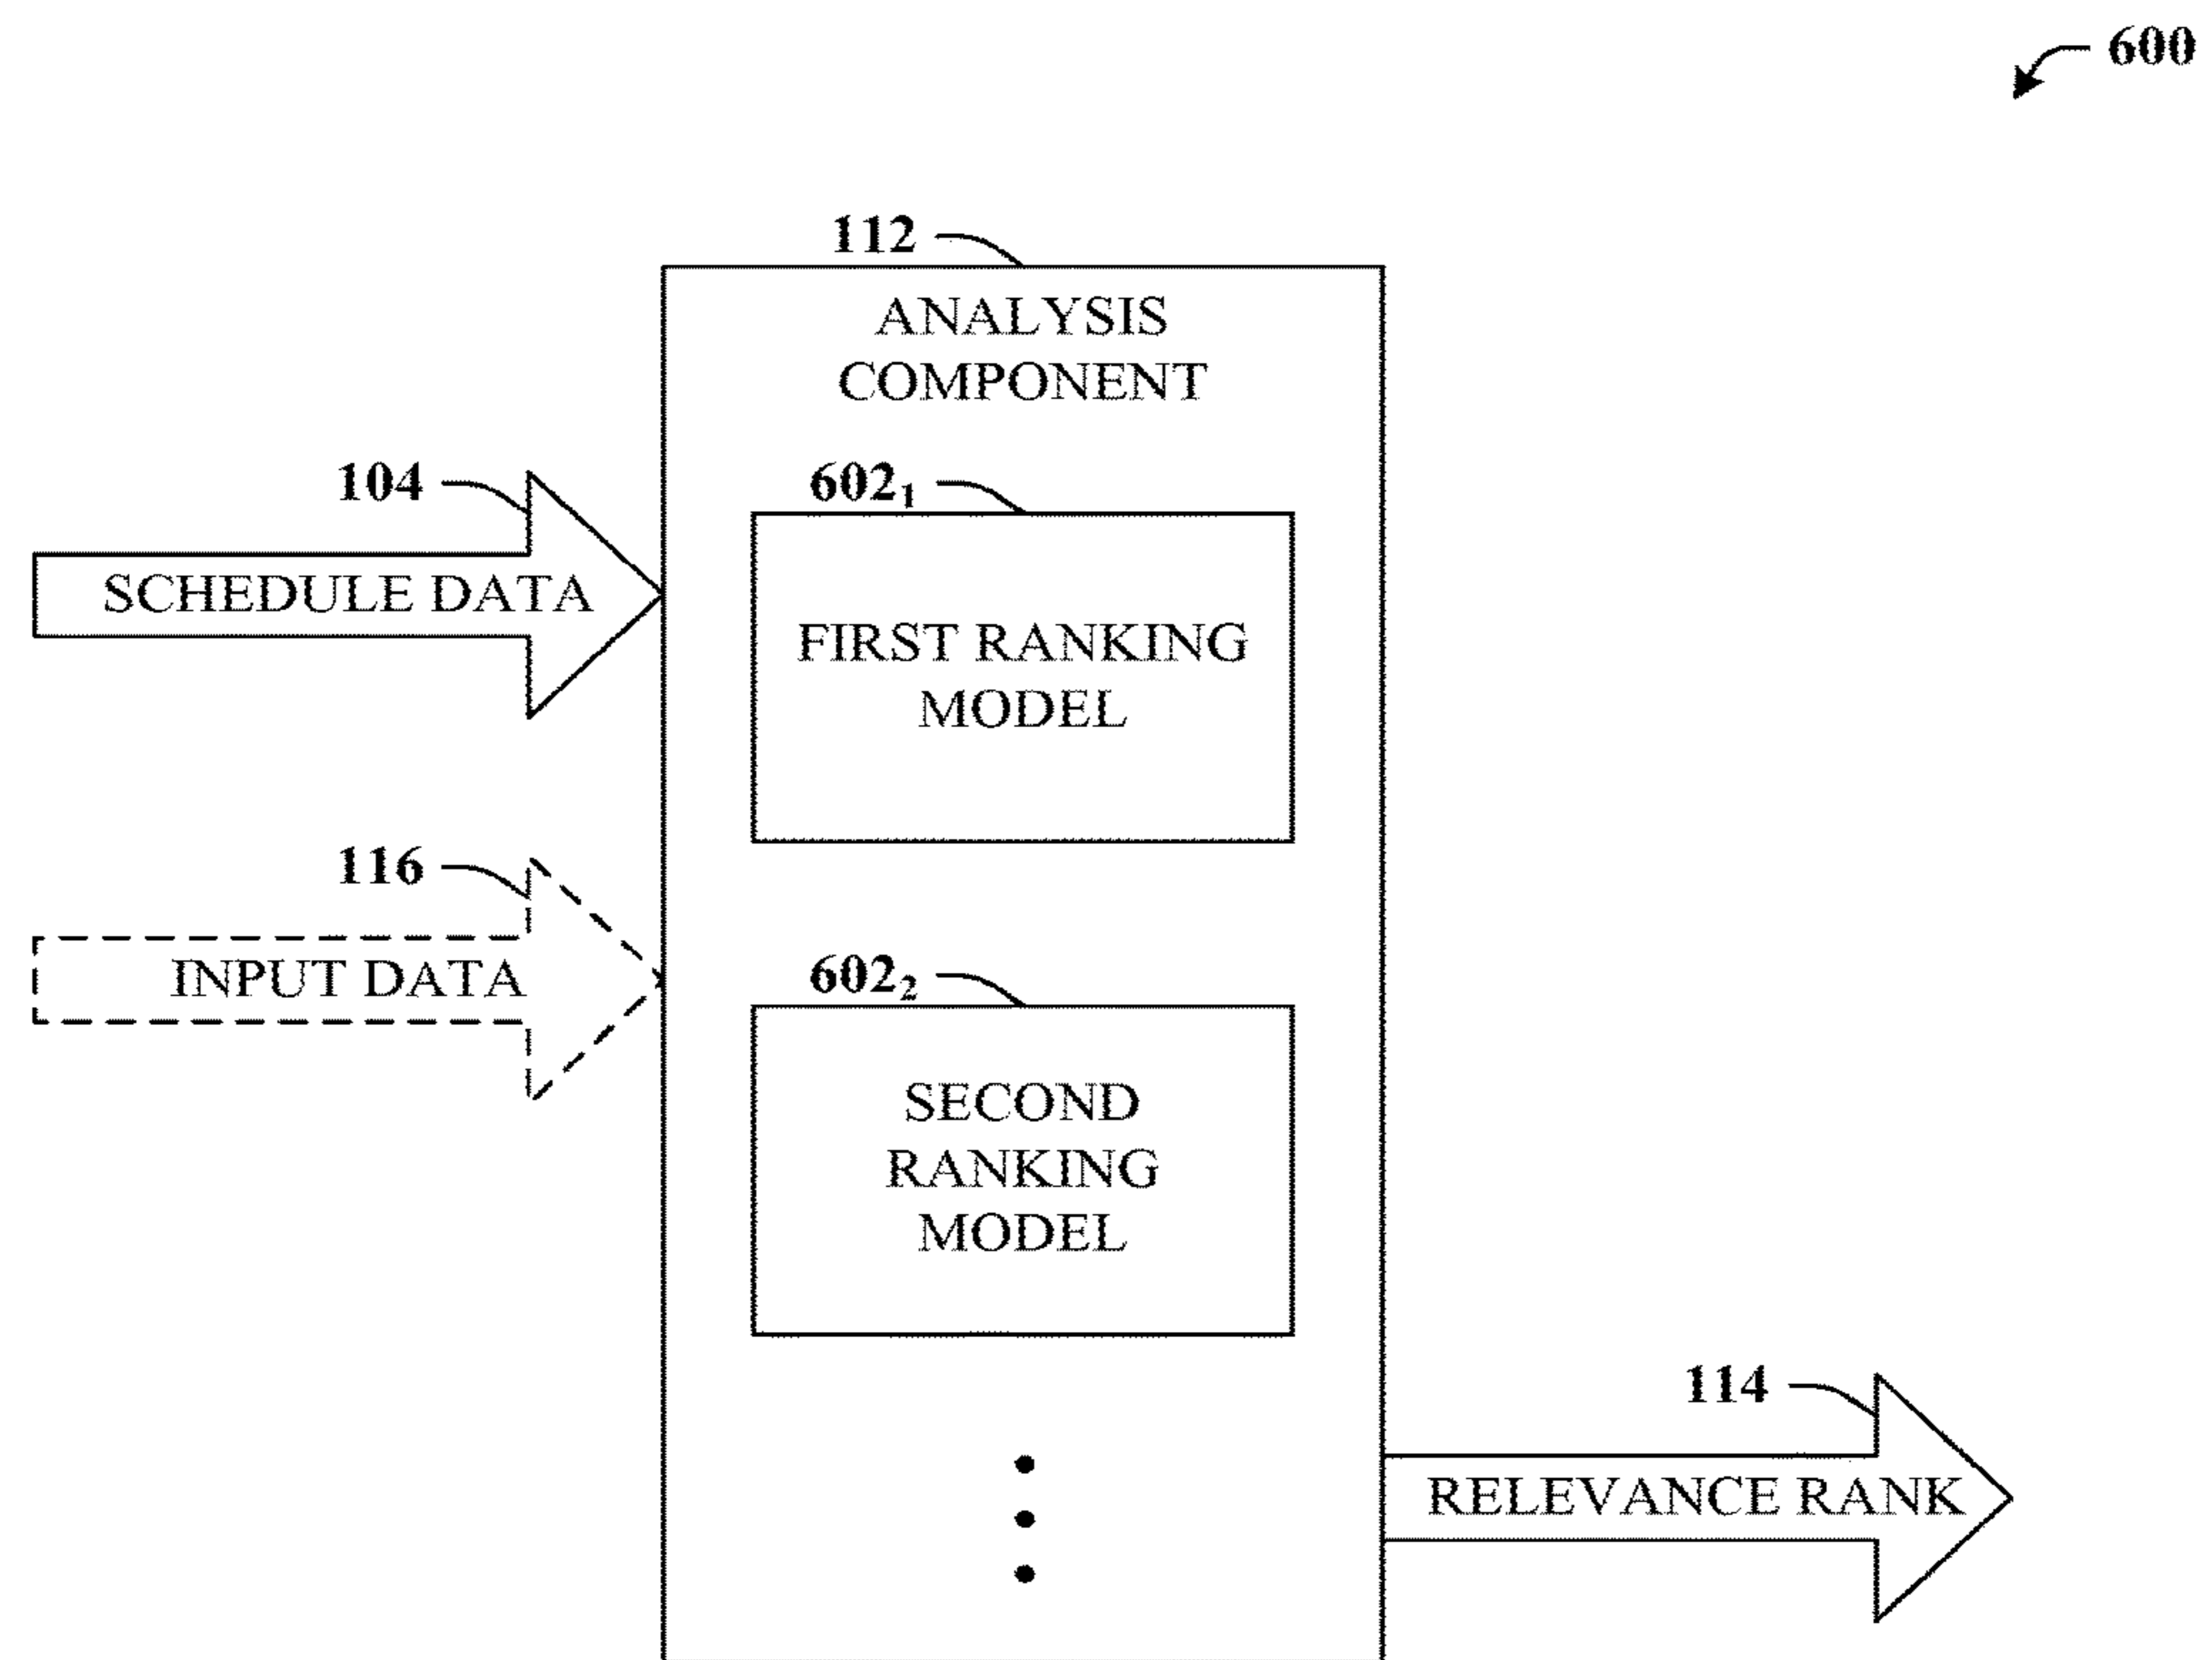 600
112
ANALYSIS
COMPONENT
104
SCHEDULE DATA
602₁
FIRST RANKING
MODEL
116
INPUT DATA
602₂
SECOND
RANKING
MODEL
114
RELEVANCE RANK